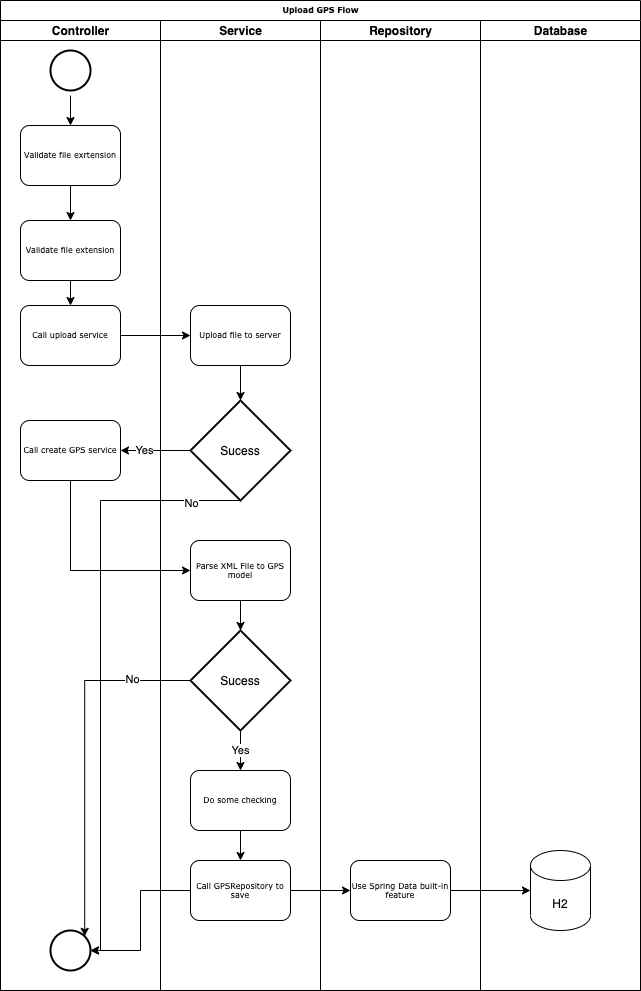 Upload GPS Flow
Controller
Service
Repository
Database
Validate file exrtension
Validate file extension
Call upload service
Upload file to server
Sucess
Yes
Call create GPS service
No
Parse XML File to GPS
model
Sucess
No
Yes
Do some checking
Call GPSRepository to
save
Use Spring Data built-in
feature
H2